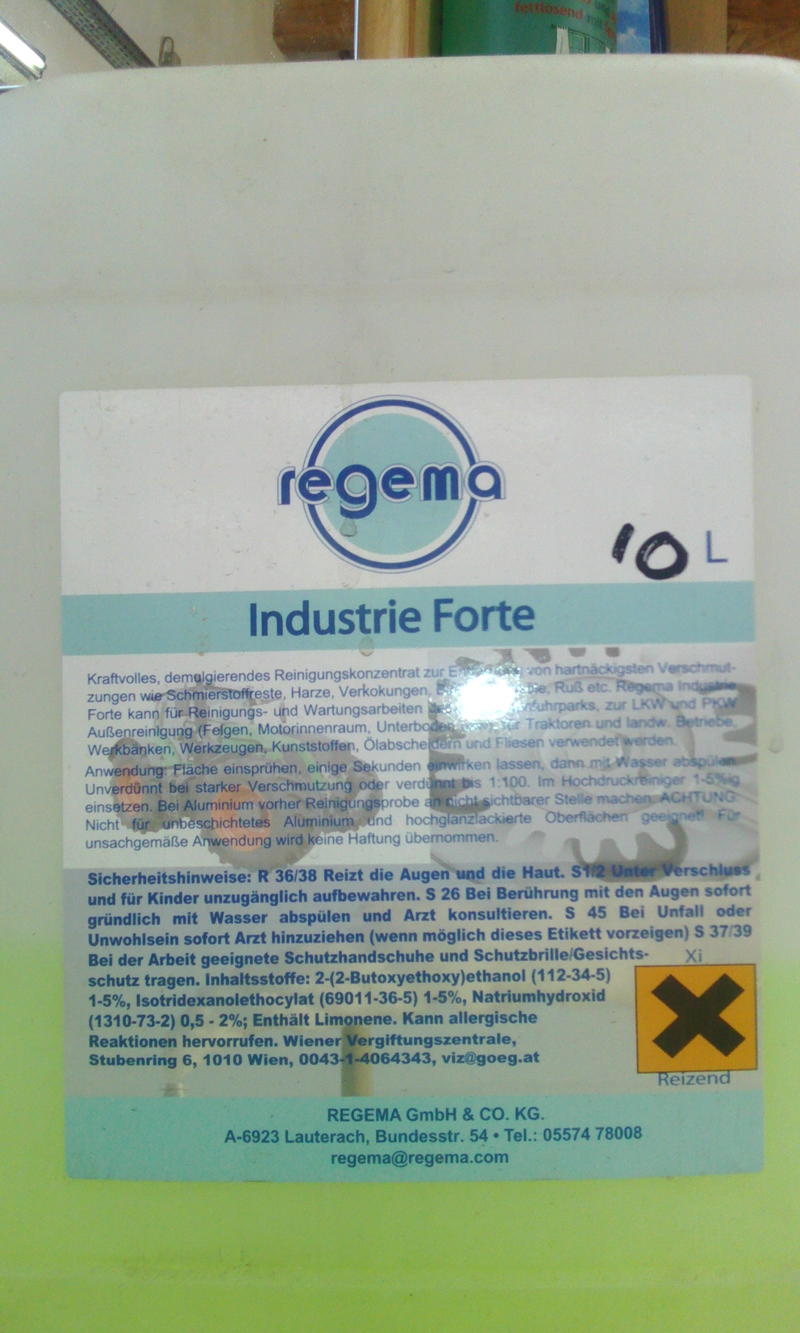 fettlösend
regema
10 L
Industrie Forte
Kraftvolles, demulgierendes Reinigungskonzentrat zur von hartnäckigsten Verschmut-
zungen wie Schmierstoffreste, Harze, Verkokungen, Ruß etc. Regema Industrie
Forte kann für Reinigungs- und Wartungsarbeiten zur LKW und PKW
Außenreinigung (Felgen, Motorinnenraum, Unterboden für Traktoren und landw. Betriebe,
Werkbänken, Werkzeugen, Kunststoffen, Ölabscheidern und Fliesen verwendet werden.
Anwendung: Fläche einsprühen, einige Sekunden einwirken lassen, dann mit Wasser abspülen.
Unverdünnt bei starker Verschmutzung oder verdünnt bis 1:100. Im Hochdruckreiniger 1-5%ig
einsetzen. Bei Aluminium vorher Reinigungsprobe an nicht sichtbarer Stelle machen. ACHTUNG:
Nicht für unbeschichtetes Aluminium und hochglanzlackierte Oberflächen geeignet! Für
unsachgemäße Anwendung wird keine Haftung übernommen.
Sicherheitshinweise: R 36/38 Reizt die Augen und die Haut. S1/2 Unter Verschluss
und für Kinder unzugänglich aufbewahren. S 26 Bei Berührung mit den Augen sofort
gründlich mit Wasser abspülen und Arzt konsultieren. S 45 Bei Unfall oder
Unwohlsein sofort Arzt hinzuziehen (wenn möglich dieses Etikett vorzeigen) S 37/39
Bei der Arbeit geeignete Schutzhandschuhe und Schutzbrille/Gesichts-
schutz tragen. Inhaltsstoffe: 2-(2-Butoxyethoxy)ethanol (112-34-5)
1-5%, Isotridexanolethocylat (69011-36-5) 1-5%, Natriumhydroxid
(1310-73-2) 0,5 - 2%; Enthält Limonene. Kann allergische
Reaktionen hervorrufen. Wiener Vergiftungszentrale,
Stubenring 6, 1010 Wien, 0043-1-4064343, viz@goeg.at
Xi
Reizend
REGEMA GmbH & CO. KG.
A-6923 Lauterach, Bundesstr. 54 • Tel.: 05574 78008
regema@regema.com